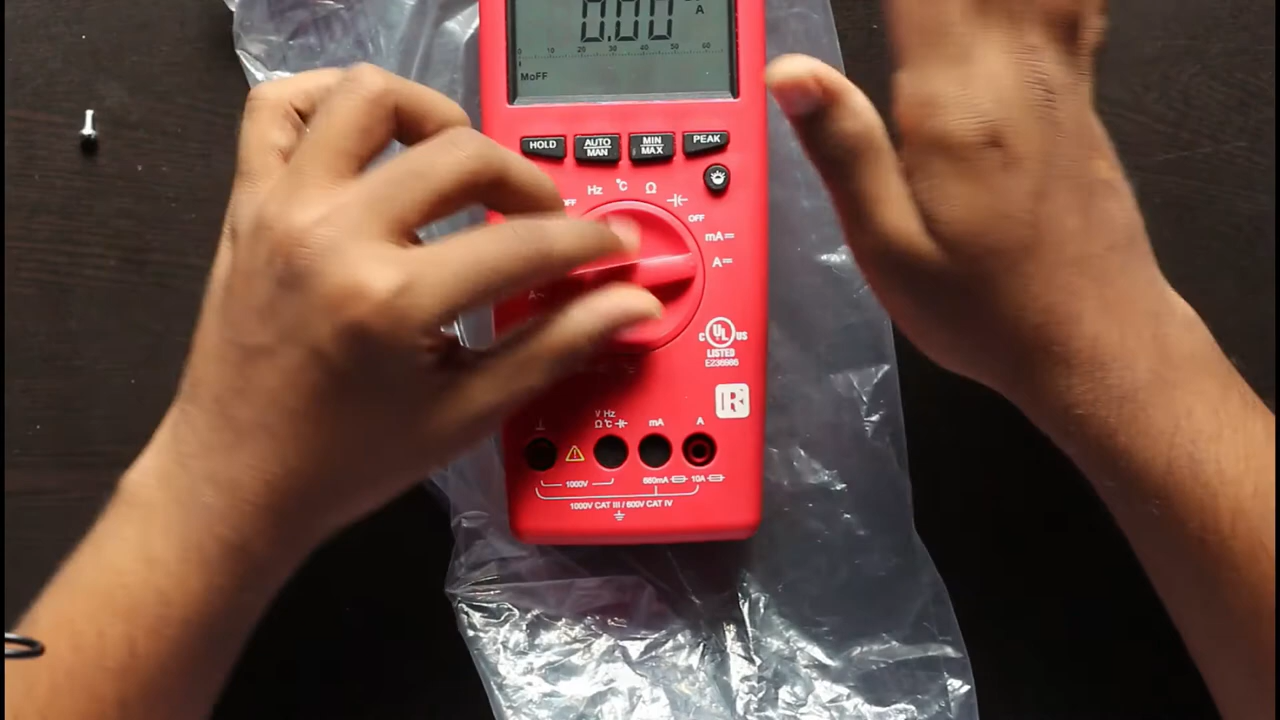 0.00 A
0 10 20 30 40 50 60
MoFF
HOLD AUTO MAN MIN MAX PEAK
Hz °C Ω
OFF
mA
A
A~
C UL US
LISTED
E236986
R
V Hz
Ω °C mA A
1000V 660mA 10A
1000V CAT III / 600V CAT IV